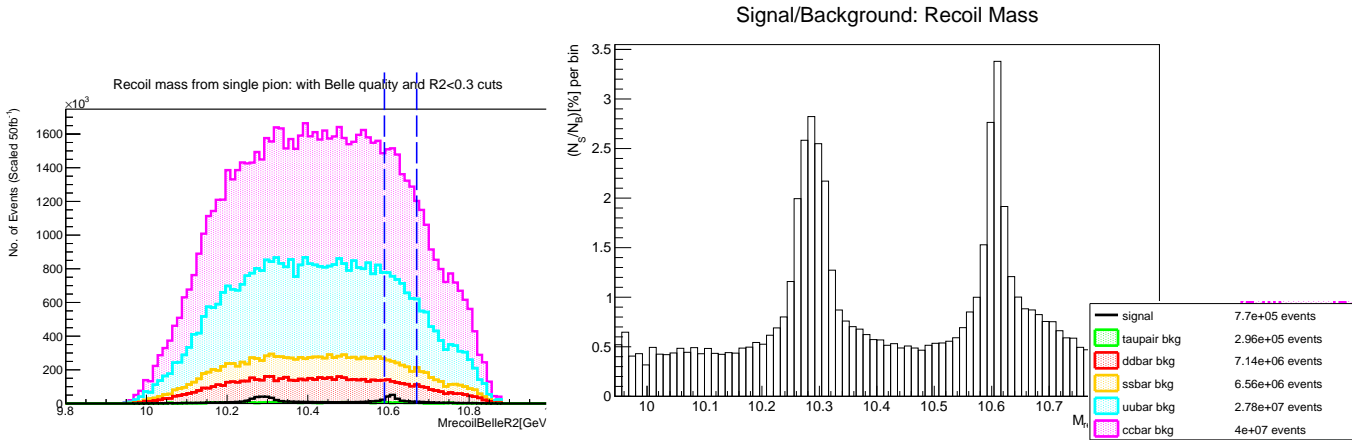 Signal/Background: Recoil Mass
Recoil mass from single pion: with Belle quality and R2<0.3 cuts
×10³
1600
1400
1200
1000
800
600
400
200
0
No. of Events (Scaled 50fb⁻¹)
9.8 10 10.2 10.4 10.6 10.8
MrecoilBelleR2[GeV
3.5
3
2.5
2
1.5
1
0.5
0
(N_S/N_B)[%] per bin
10 10.1 10.2 10.3 10.4 10.5 10.6 10.7
M_r
signal 7.7e+05 events
taupair bkg 2.96e+05 events
ddbar bkg 7.14e+06 events
ssbar bkg 6.56e+06 events
uubar bkg 2.78e+07 events
ccbar bkg 4e+07 events